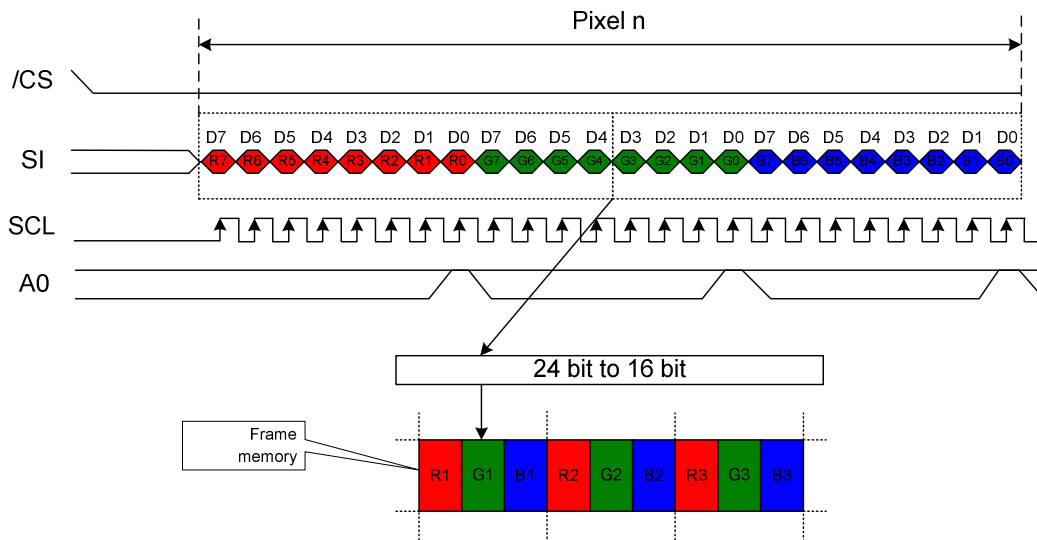 Pixel n
/CS
D7 D6 D5 D4 D3 D2 D1 D0 D7 D6 D5 D4 D3 D2 D1 D0 D7 D6 D5 D4 D3 D2 D1 D0
SI R7 R6 R5 R4 R3 R2 R1 R0 G7 G6 G5 G4 G3 G2 G1 G0 B7 B6 B5 B4 B3 B2 B1 B0
SCL
A0
24 bit to 16 bit
Frame
memory
R1 G1 B1 R2 G2 B2 R3 G3 B3